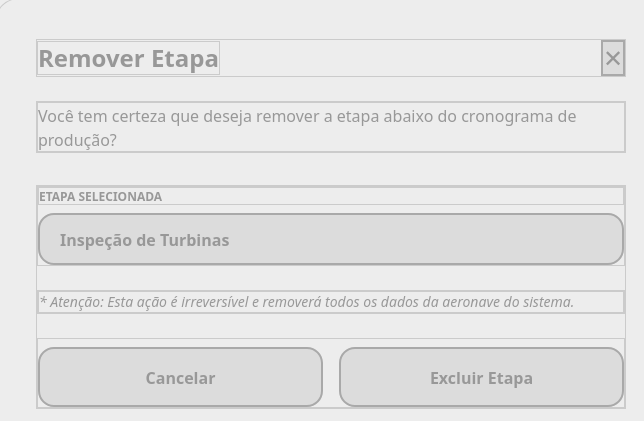 Remover Etapa
Você tem certeza que deseja remover a etapa abaixo do cronograma de
produção?
ETAPA SELECIONADA
Inspeção de Turbinas
* Atenção: Esta ação é irreversível e removerá todos os dados da aeronave do sistema.
Cancelar
Excluir Etapa